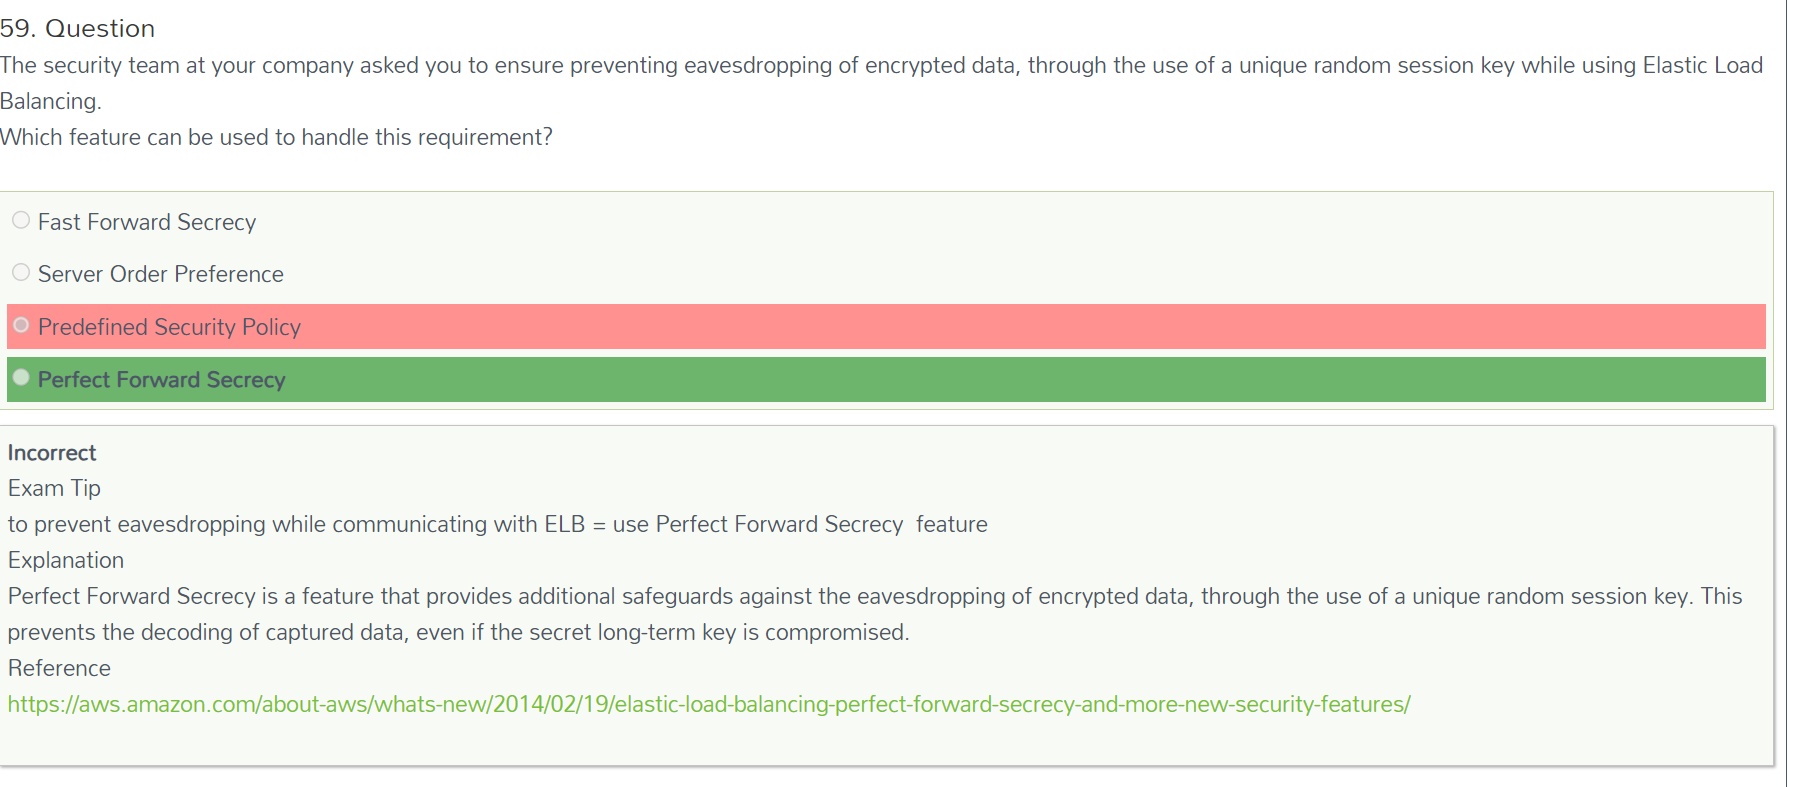 59. Question
The security team at your company asked you to ensure preventing eavesdropping of encrypted data, through the use of a unique random session key while using Elastic Load
Balancing.
Which feature can be used to handle this requirement?
Fast Forward Secrecy
Server Order Preference
Predefined Security Policy
Perfect Forward Secrecy
Incorrect
Exam Tip
to prevent eavesdropping while communicating with ELB = use Perfect Forward Secrecy  feature
Explanation
Perfect Forward Secrecy is a feature that provides additional safeguards against the eavesdropping of encrypted data, through the use of a unique random session key. This
prevents the decoding of captured data, even if the secret long-term key is compromised.
Reference
https://aws.amazon.com/about-aws/whats-new/2014/02/19/elastic-load-balancing-perfect-forward-secrecy-and-more-new-security-features/